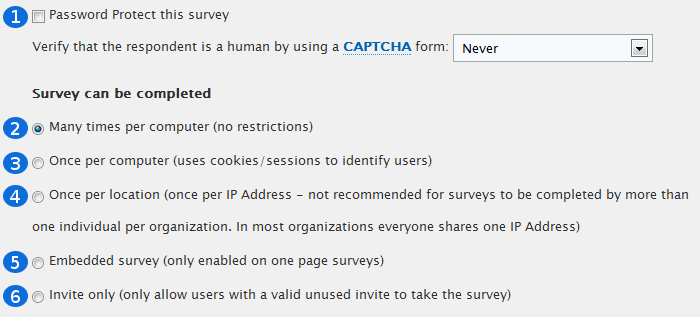 1 Password Protect this survey
Verify that the respondent is a human by using a CAPTCHA form: Never
Survey can be completed
2 Many times per computer (no restrictions)
3 Once per computer (uses cookies/sessions to identify users)
4 Once per location (once per IP Address - not recommended for surveys to be completed by more than
one individual per organization. In most organizations everyone shares one IP Address)
5 Embedded survey (only enabled on one page surveys)
6 Invite only (only allow users with a valid unused invite to take the survey)